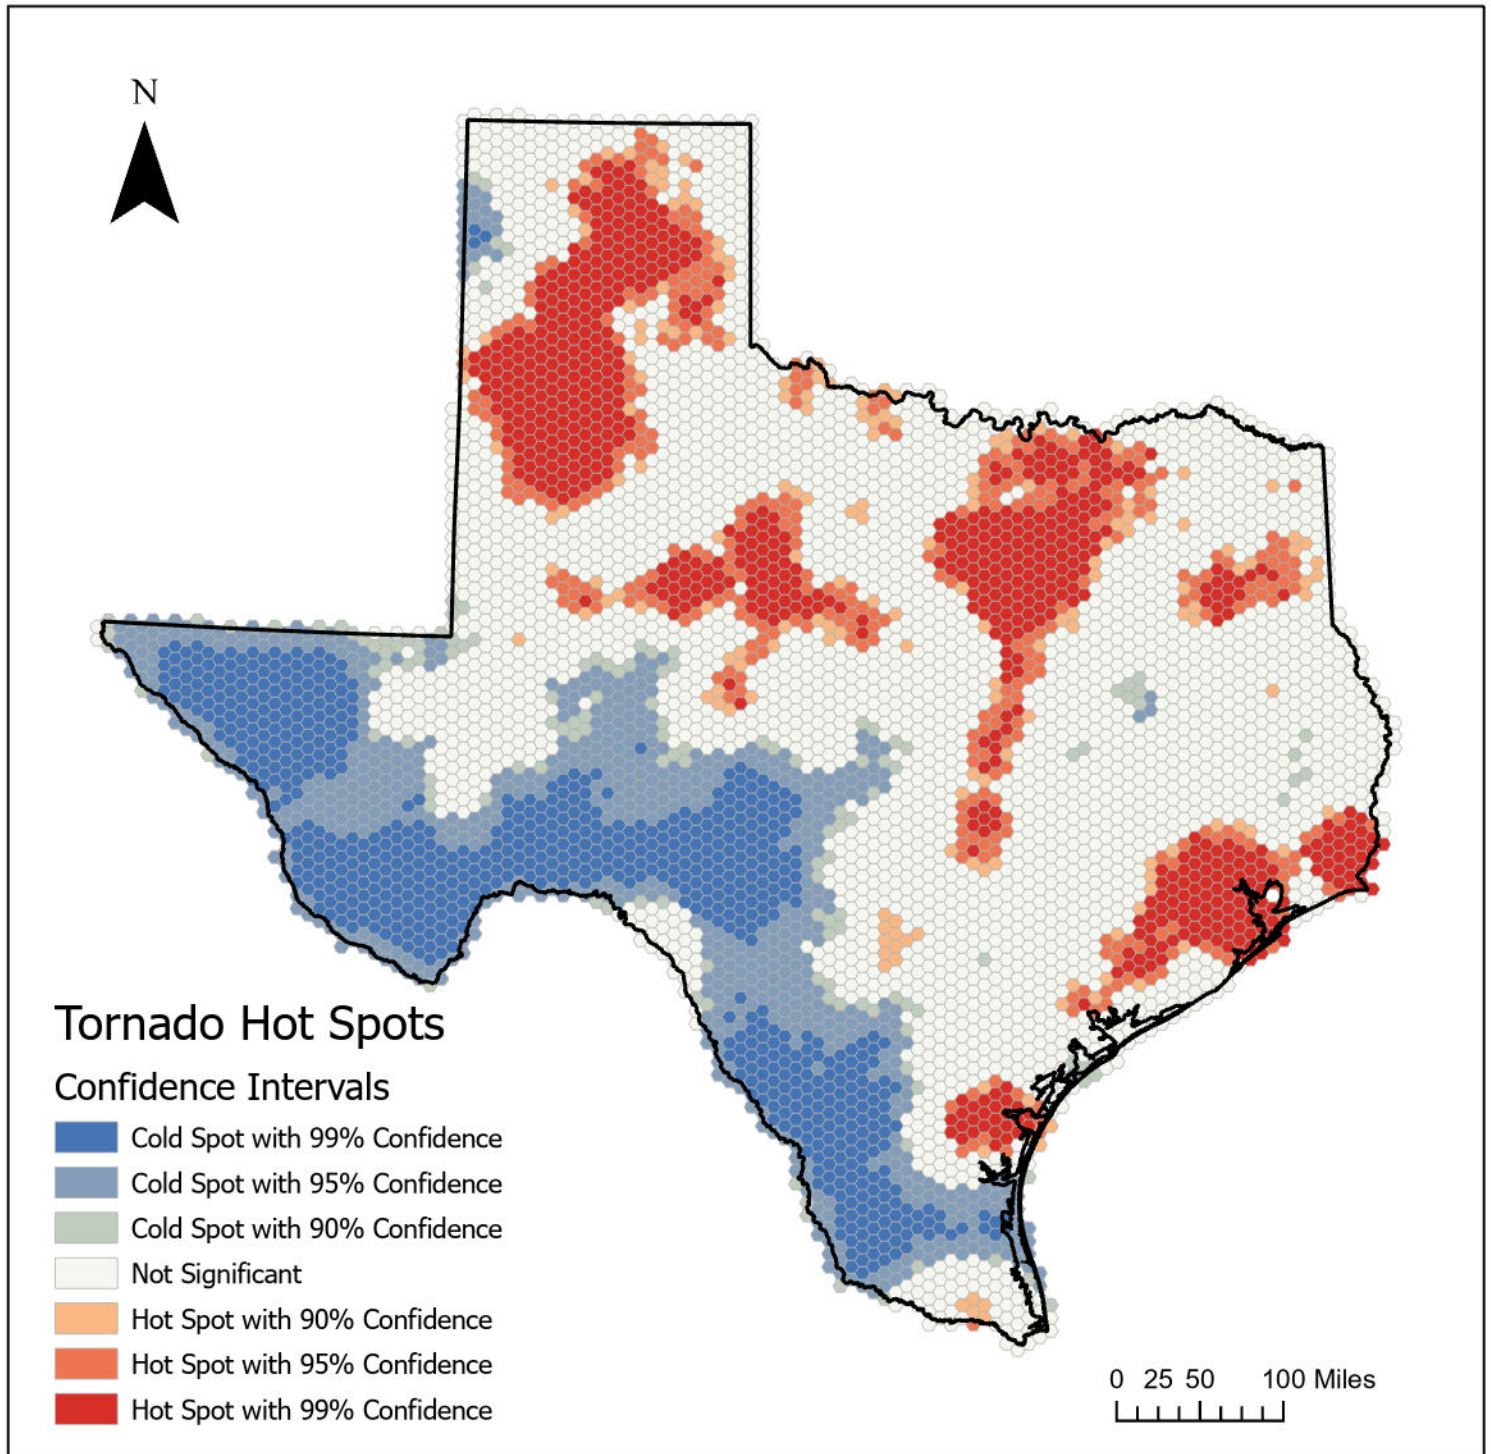 N
Tornado Hot Spots
Confidence Intervals
Cold Spot with 99% Confidence
Cold Spot with 95% Confidence
Cold Spot with 90% Confidence
Not Significant
Hot Spot with 90% Confidence
Hot Spot with 95% Confidence
Hot Spot with 99% Confidence
0 25 50 100 Miles